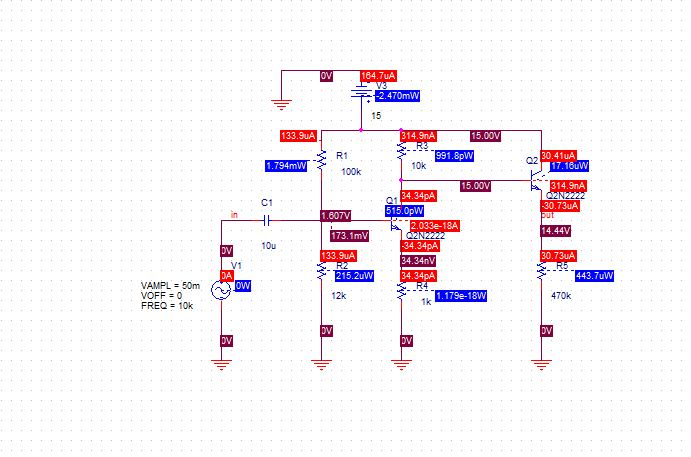 0V
164.7uA
V3
-2.470mW
15
133.9uA
314.9nA
15.00V
R3
991.8pW
10k
R1
1.794mW
100k
Q2
30.41uA
17.16uW
15.00V
314.9nA
Q2N2222
-30.73uA
out
34.34pA
Q1
515.0pW
C1
in
1.607V
2.033e-18A
10u
173.1mV
Q2N2222
14.44V
-34.34pA
0V
133.9uA
34.34nV
30.73uA
V1
R2
R5
0A
215.2uW
34.34pA
443.7uW
VAMPL = 50m
0W
R4
VOFF = 0
12k
1.179e-18W
470k
FREQ = 10k
1k
0V
0V
0V
0V